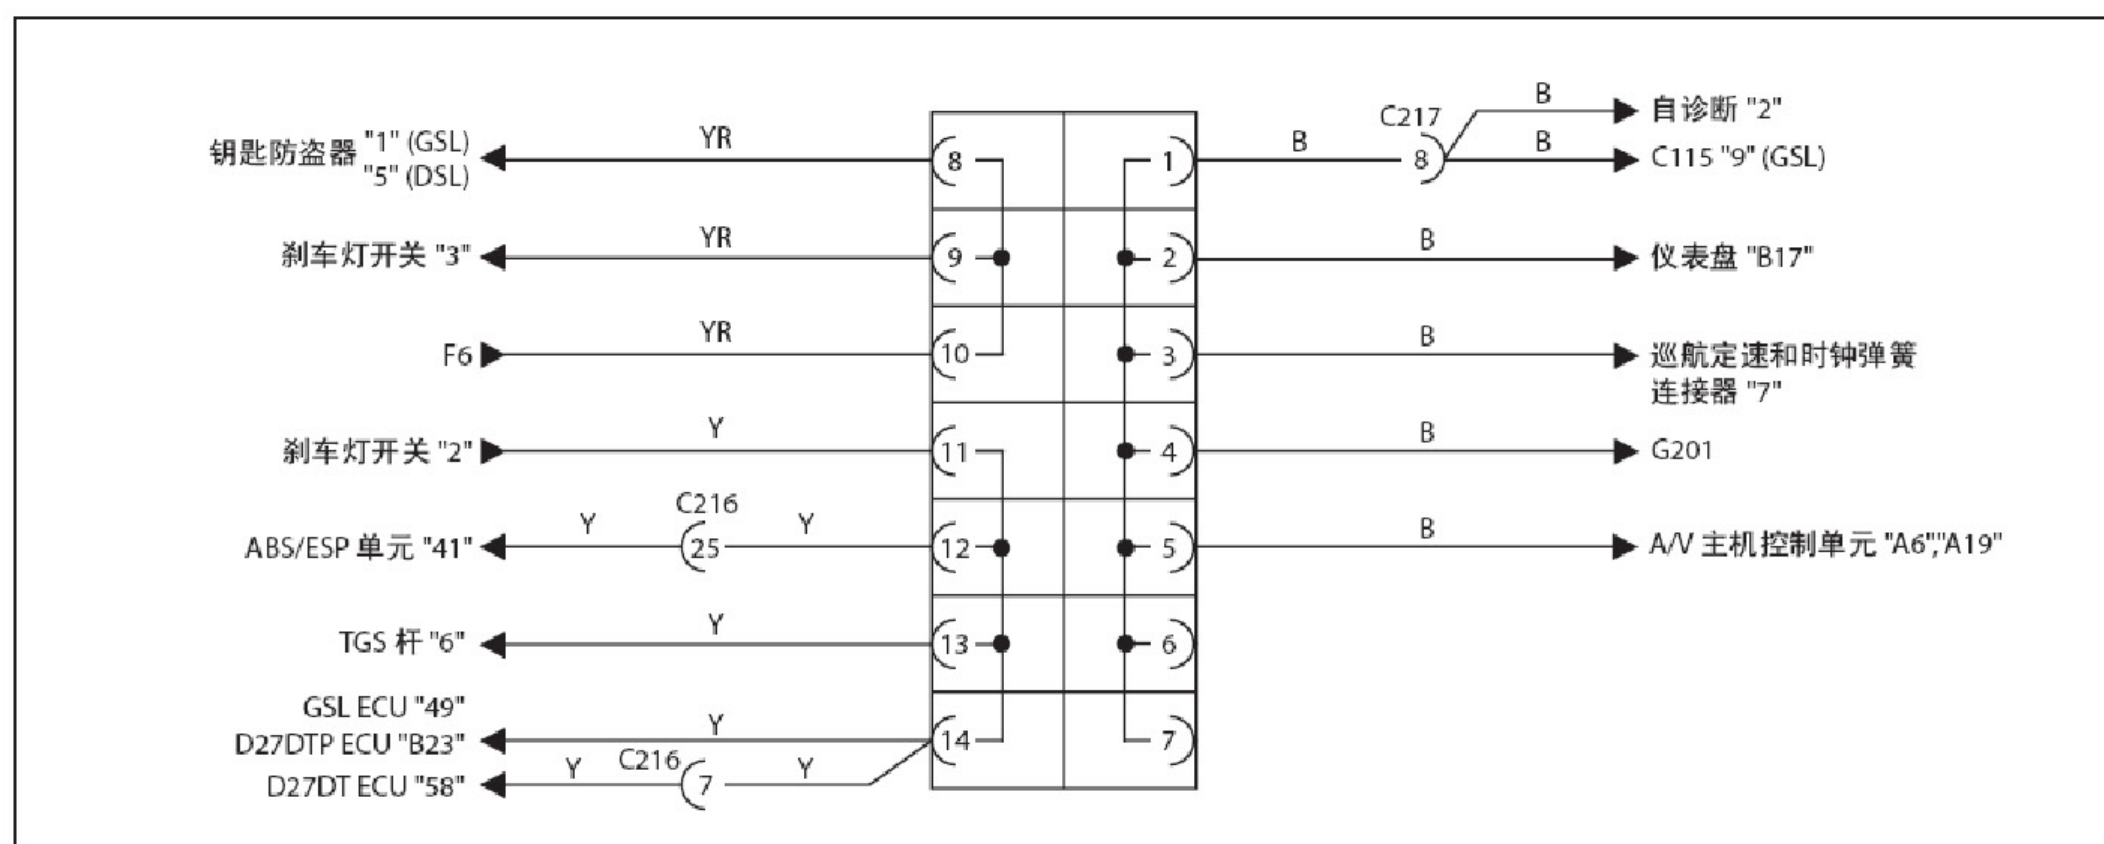 B
C217
自诊断 "2"
钥匙防盗器 "1" (GSL)
"5" (DSL)
YR
8
1
B
8
B
C115 "9" (GSL)
刹车灯开关 "3"
YR
9
2
B
仪表盘 "B17"
F6
YR
10
3
B
巡航定速和时钟弹簧
连接器 "7"
刹车灯开关 "2"
Y
11
4
B
G201
C216
ABS/ESP 单元 "41"
Y
25
Y
12
5
B
A/V 主机控制单元 "A6","A19"
TGS 杆 "6"
Y
13
6
GSL ECU "49"
D27DTP ECU "B23"
Y
14
7
C216
D27DT ECU "58"
Y
7
Y